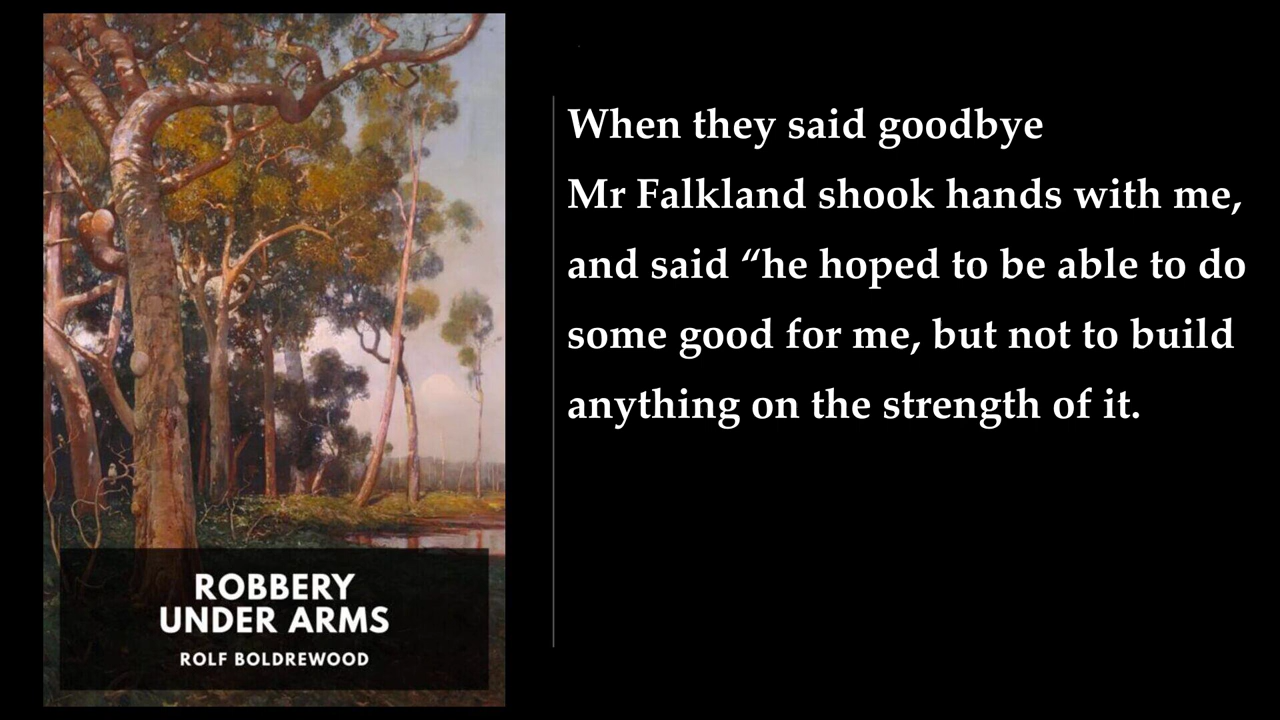 When they said goodbye
Mr Falkland shook hands with me,
and said “he hoped to be able to do
some good for me, but not to build
anything on the strength of it.
ROBBERY
UNDER ARMS
ROLF BOLDREWOOD